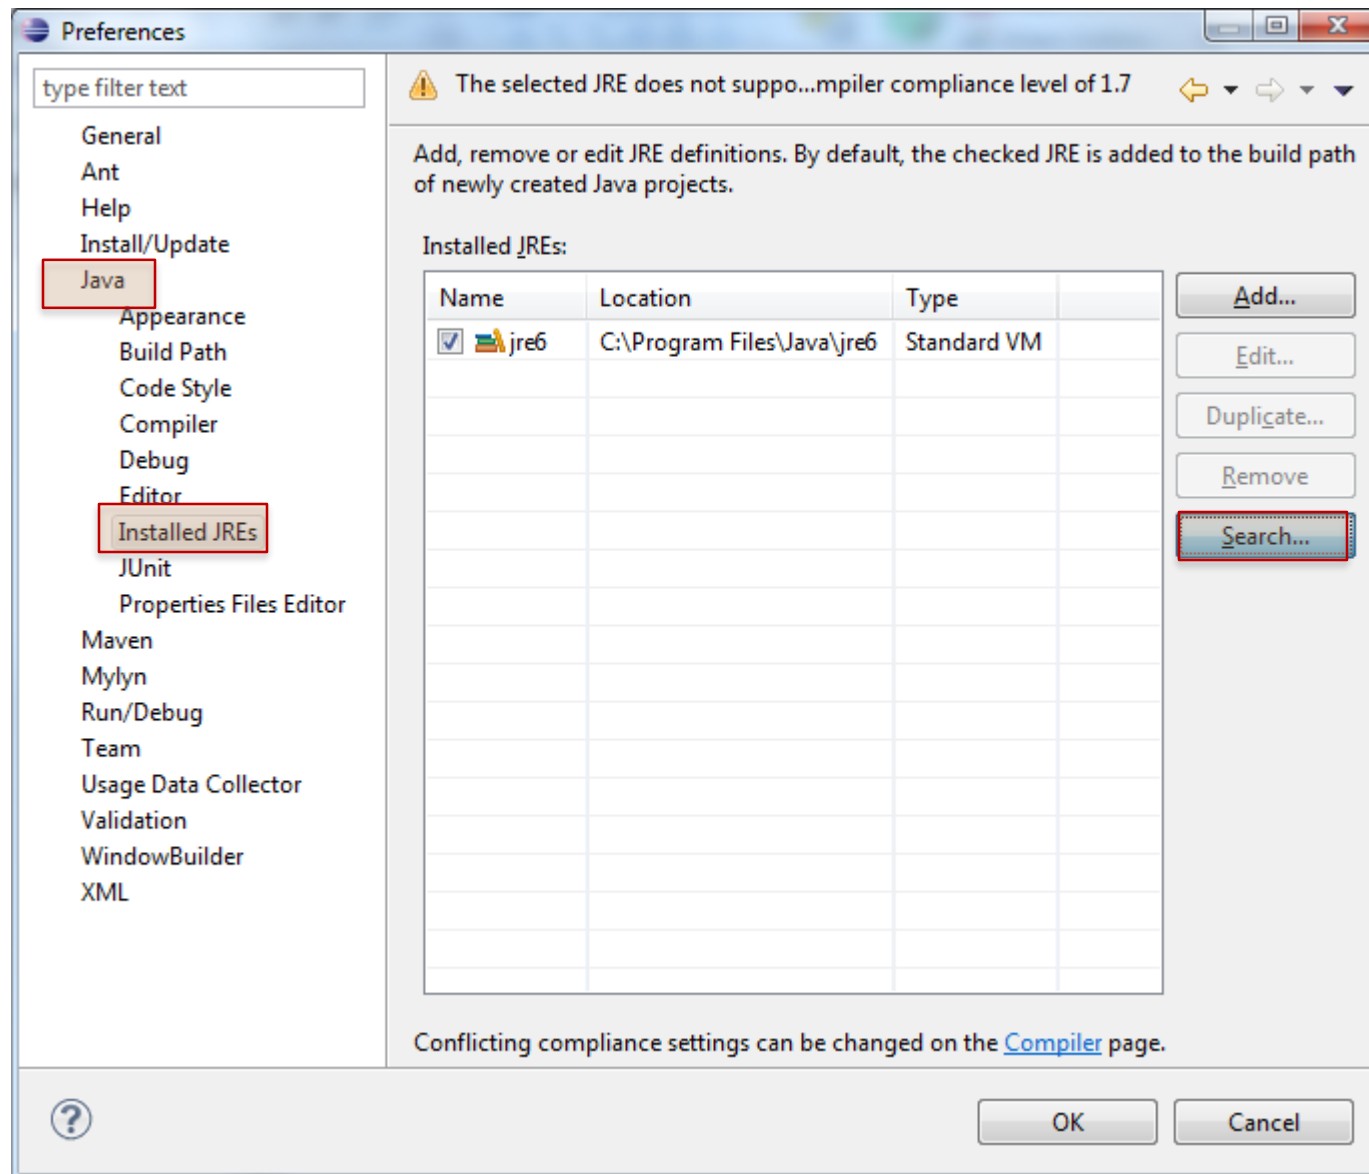 Preferences
type filter text
General
Ant
Help
Install/Update
Java
Appearance
Build Path
Code Style
Compiler
Debug
Editor
Installed JREs
JUnit
Properties Files Editor
Maven
Mylyn
Run/Debug
Team
Usage Data Collector
Validation
WindowBuilder
XML
The selected JRE does not suppo...mpiler compliance level of 1.7
Add, remove or edit JRE definitions. By default, the checked JRE is added to the build path
of newly created Java projects.
Installed JREs:
Name Location Type
jre6 C:\Program Files\Java\jre6 Standard VM
Add...
Edit...
Duplicate...
Remove
Search...
Conflicting compliance settings can be changed on the Compiler page.
OK Cancel